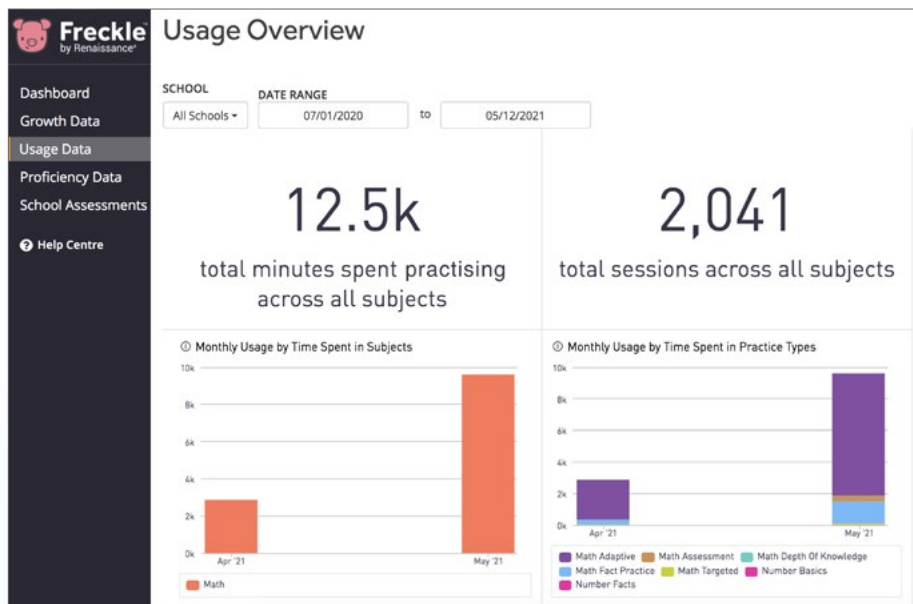 Freckle™
by Renaissance®
Dashboard
Growth Data
Usage Data
Proficiency Data
School Assessments
Help Centre
Usage Overview
SCHOOL
DATE RANGE
All Schools
07/01/2020
to
05/12/2021
12.5k
total minutes spent practising
across all subjects
2,041
total sessions across all subjects
Monthly Usage by Time Spent in Subjects
10k
8k
6k
4k
2k
0k
Apr '21
May '21
Math
Monthly Usage by Time Spent in Practice Types
10k
8k
6k
4k
2k
0k
Apr '21
May '21
Math Adaptive Math Assessment Math Depth Of Knowledge
Math Fact Practice Math Targeted Number Basics
Number Facts